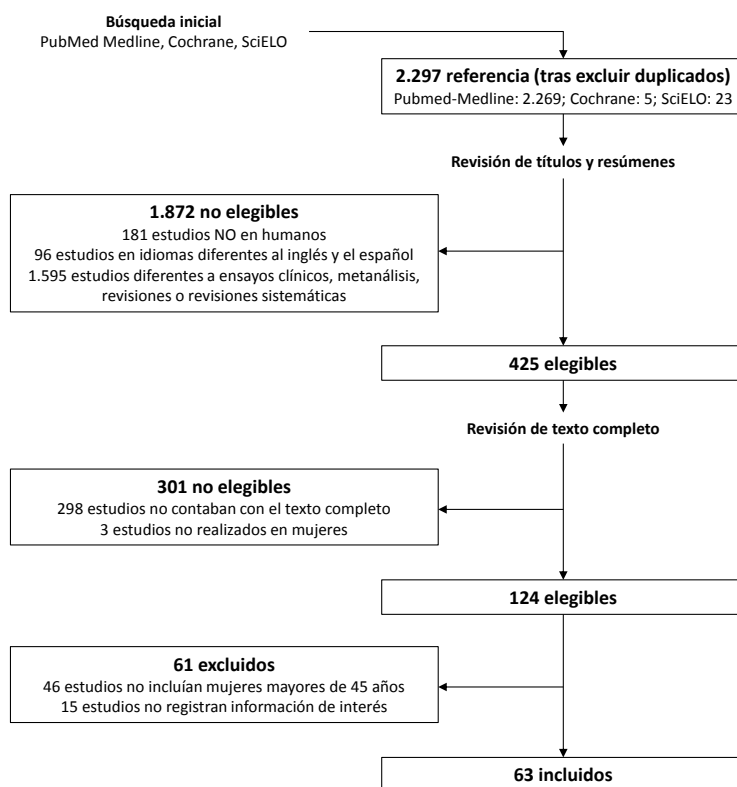 Búsqueda inicial
PubMed Medline, Cochrane, SciELO
2.297 referencia (tras excluir duplicados)
Pubmed-Medline: 2.269; Cochrane: 5; SciELO: 23
Revisión de títulos y resúmenes
1.872 no elegibles
181 estudios NO en humanos
96 estudios en idiomas diferentes al inglés y el español
1.595 estudios diferentes a ensayos clínicos, metanálisis,
revisiones o revisiones sistemáticas
425 elegibles
Revisión de texto completo
301 no elegibles
298 estudios no contaban con el texto completo
3 estudios no realizados en mujeres
124 elegibles
61 excluidos
46 estudios no incluían mujeres mayores de 45 años
15 estudios no registran información de interés
63 incluidos